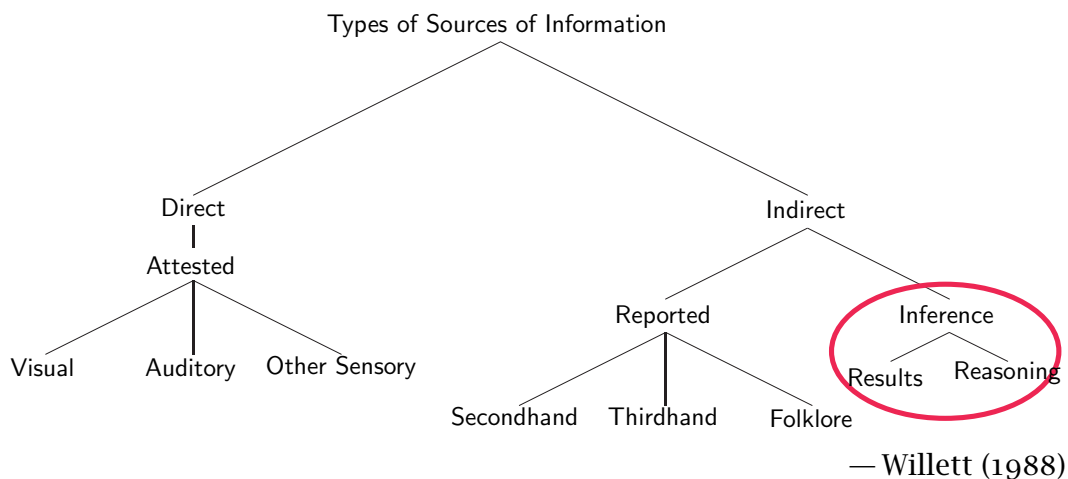 Types of Sources of Information
Direct
Indirect
Attested
Reported
Inference
Visual
Auditory
Other Sensory
Results
Reasoning
Secondhand
Thirdhand
Folklore
— Willett (1988)